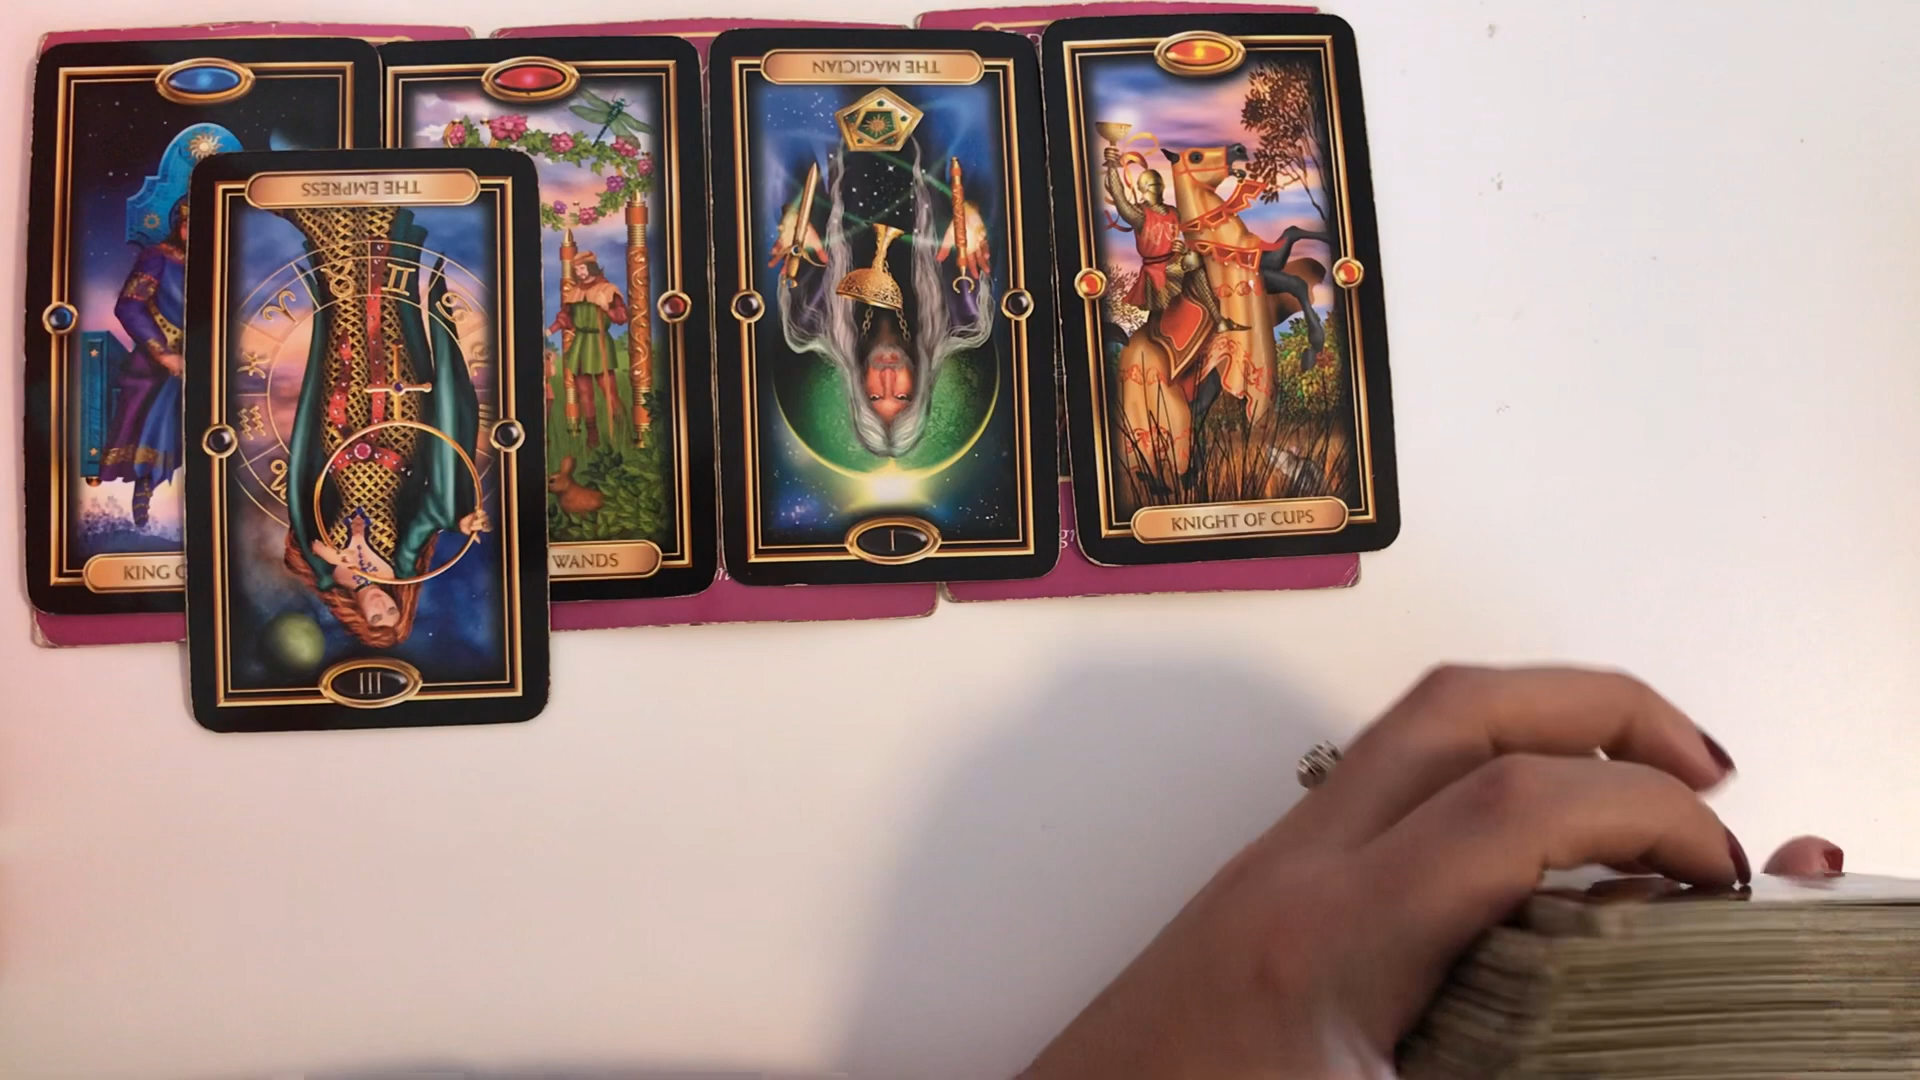 THE MAGICIAN
THE EMPRESS
KNIGHT OF CUPS
KING
WANDS
I
III